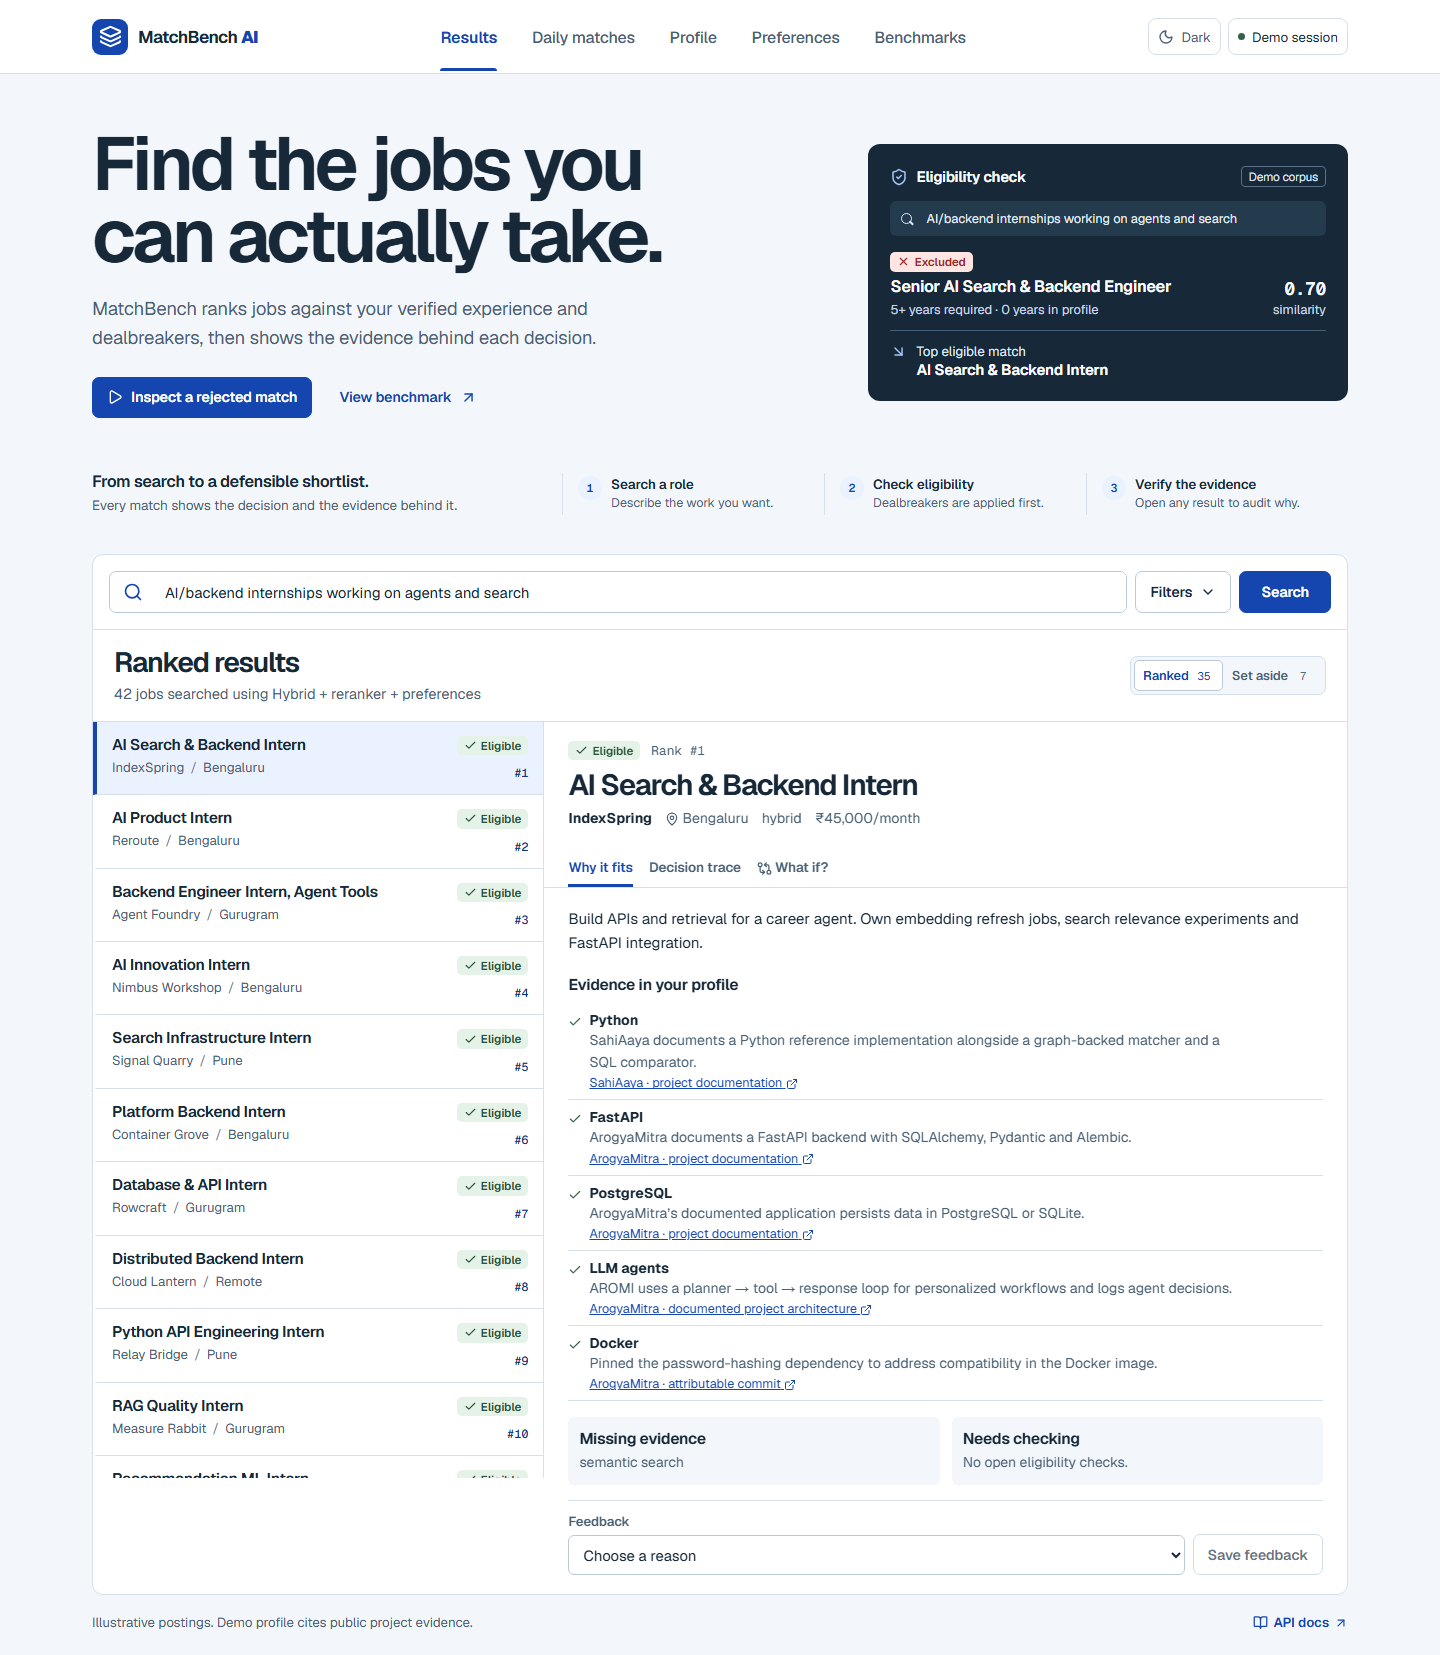 MatchBench AI
Results
Daily matches
Profile
Preferences
Benchmarks
Dark
Demo session
Find the jobs you
can actually take.
MatchBench ranks jobs against your verified experience and
dealbreakers, then shows the evidence behind each decision.
Inspect a rejected match
View benchmark
Eligibility check
Demo corpus
AI/backend internships working on agents and search
Excluded
Senior AI Search & Backend Engineer
0.70
5+ years required · 0 years in profile
similarity
Top eligible match
AI Search & Backend Intern
From search to a defensible shortlist.
Every match shows the decision and the evidence behind it.
1
Search a role
Describe the work you want.
2
Check eligibility
Dealbreakers are applied first.
3
Verify the evidence
Open any result to audit why.
AI/backend internships working on agents and search
Filters
Search
Ranked results
42 jobs searched using Hybrid + reranker + preferences
Ranked 35
Set aside 7
AI Search & Backend Intern
Eligible
IndexSpring / Bengaluru
#1
AI Product Intern
Eligible
Reroute / Bengaluru
#2
Backend Engineer Intern, Agent Tools
Eligible
Agent Foundry / Gurugram
#3
AI Innovation Intern
Eligible
Nimbus Workshop / Bengaluru
#4
Search Infrastructure Intern
Eligible
Signal Quarry / Pune
#5
Platform Backend Intern
Eligible
Container Grove / Bengaluru
#6
Database & API Intern
Eligible
Rowcraft / Gurugram
#7
Distributed Backend Intern
Eligible
Cloud Lantern / Remote
#8
Python API Engineering Intern
Eligible
Relay Bridge / Pune
#9
RAG Quality Intern
Eligible
Measure Rabbit / Gurugram
#10
Recommendation ML Intern
Eligible
Eligible
Rank #1
AI Search & Backend Intern
IndexSpring
Bengaluru
hybrid
₹45,000/month
Why it fits
Decision trace
What if?
Build APIs and retrieval for a career agent. Own embedding refresh jobs, search relevance experiments and
FastAPI integration.
Evidence in your profile
Python
SahiAaya documents a Python reference implementation alongside a graph-backed matcher and a
SQL comparator.
SahiAaya · project documentation
FastAPI
ArogyaMitra documents a FastAPI backend with SQLAlchemy, Pydantic and Alembic.
ArogyaMitra · project documentation
PostgreSQL
ArogyaMitra's documented application persists data in PostgreSQL or SQLite.
ArogyaMitra · project documentation
LLM agents
AROMI uses a planner → tool → response loop for personalized workflows and logs agent decisions.
ArogyaMitra · documented project architecture
Docker
Pinned the password-hashing dependency to address compatibility in the Docker image.
ArogyaMitra · attributable commit
Missing evidence
semantic search
Needs checking
No open eligibility checks.
Feedback
Choose a reason
Save feedback
Illustrative postings. Demo profile cites public project evidence.
API docs